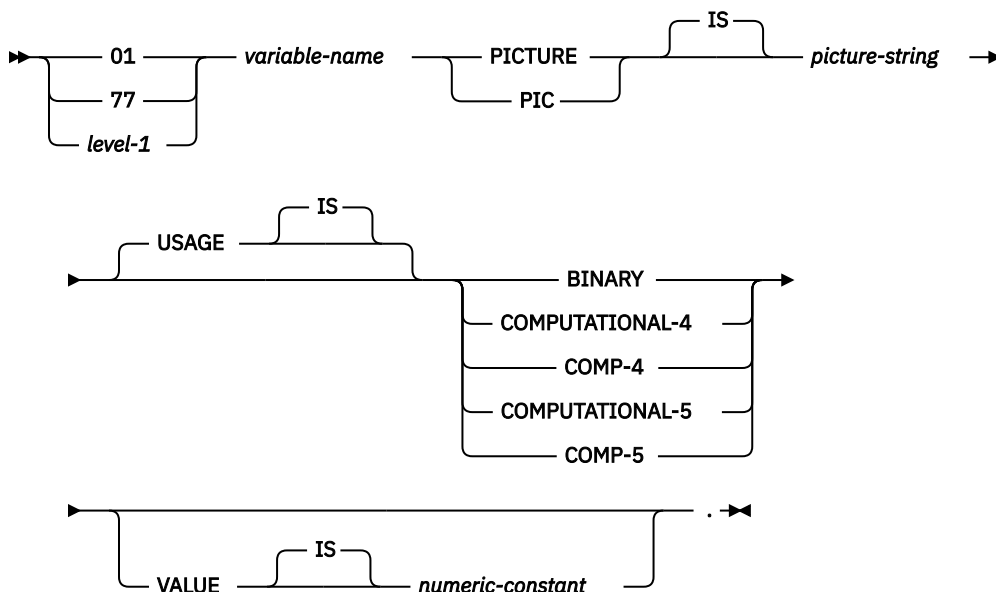 IS
01 variable-name PICTURE picture-string
77 PIC
level-1
IS
USAGE
BINARY
COMPUTATIONAL-4
COMP-4
COMPUTATIONAL-5
COMP-5
.
IS
VALUE numeric-constant